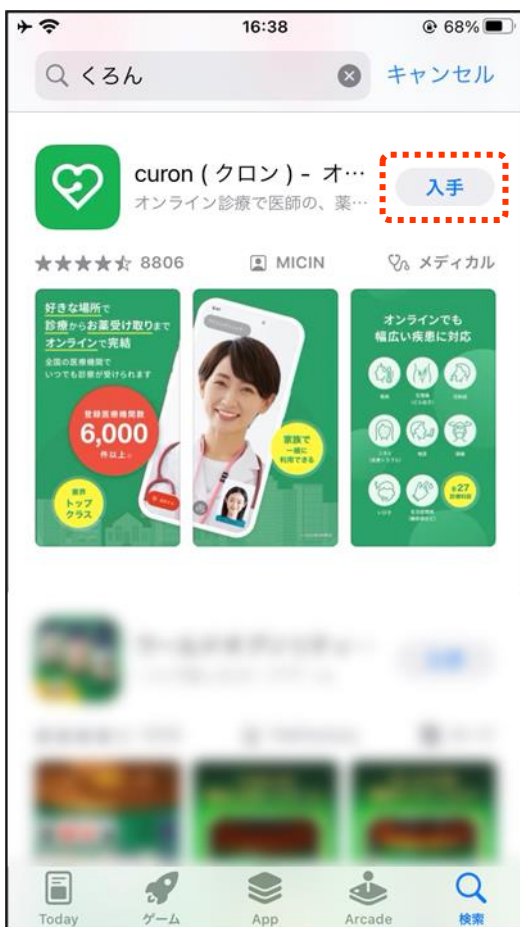 16:38
68%
くろん
キャンセル
curon ( クロン ) - オ…
オンライン診療で医師の、薬…
入手
8806
MICIN
メディカル
好きな場所で
診療からお薬受け取りまで
オンラインで完結
全国の医療機関で
いつでも診察が受けられます
登録医療機関数
6,000
件以上
業界
トップ
クラス
家族で
一緒に
利用できる
オンラインでも
幅広い疾患に対応
全27
診療科目
Today
ゲーム
App
Arcade
検索